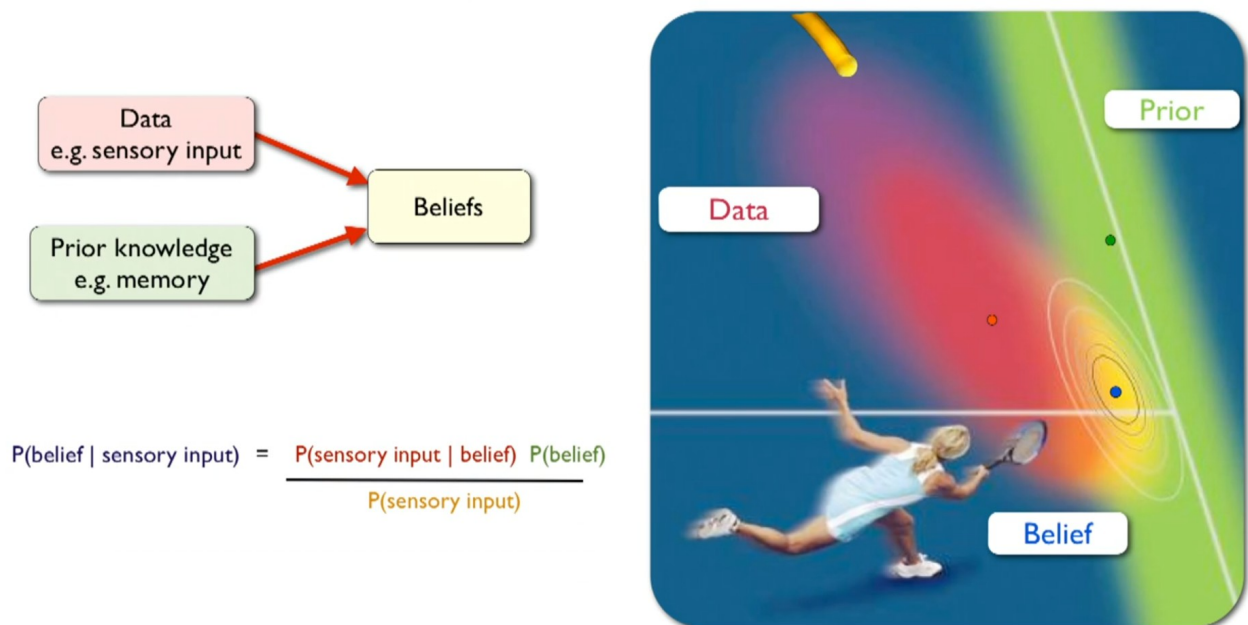 Data
e.g. sensory input
Prior knowledge
e.g. memory
Beliefs
P(belief | sensory input) = P(sensory input | belief) P(belief)
P(sensory input)
Prior
Data
Belief